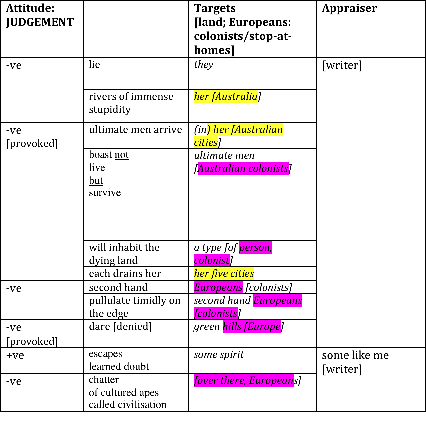 Attitude: JUDGEMENT
Targets [land; Europeans: colonists/stop-at-homes]
Appraiser
-ve
lie
they
[writer]
rivers of immense stupidity
her [Australia]
-ve [provoked]
ultimate men arrive
(in) her [Australian cities]
boast not
live
but
survive
ultimate men [Australian colonists]
will inhabit the dying land
a type [of person, colonist]
each drains her
her five cities
-ve
second hand
Europeans [colonists]
pullulate timidly on the edge
second hand Europeans [colonists]
-ve [provoked]
dare [denied]
green hills [Europe]
+ve
escapes learned doubt
some spirit
some like me [writer]
-ve
chatter
of cultured apes
called civilisation
[over there, Europeans]